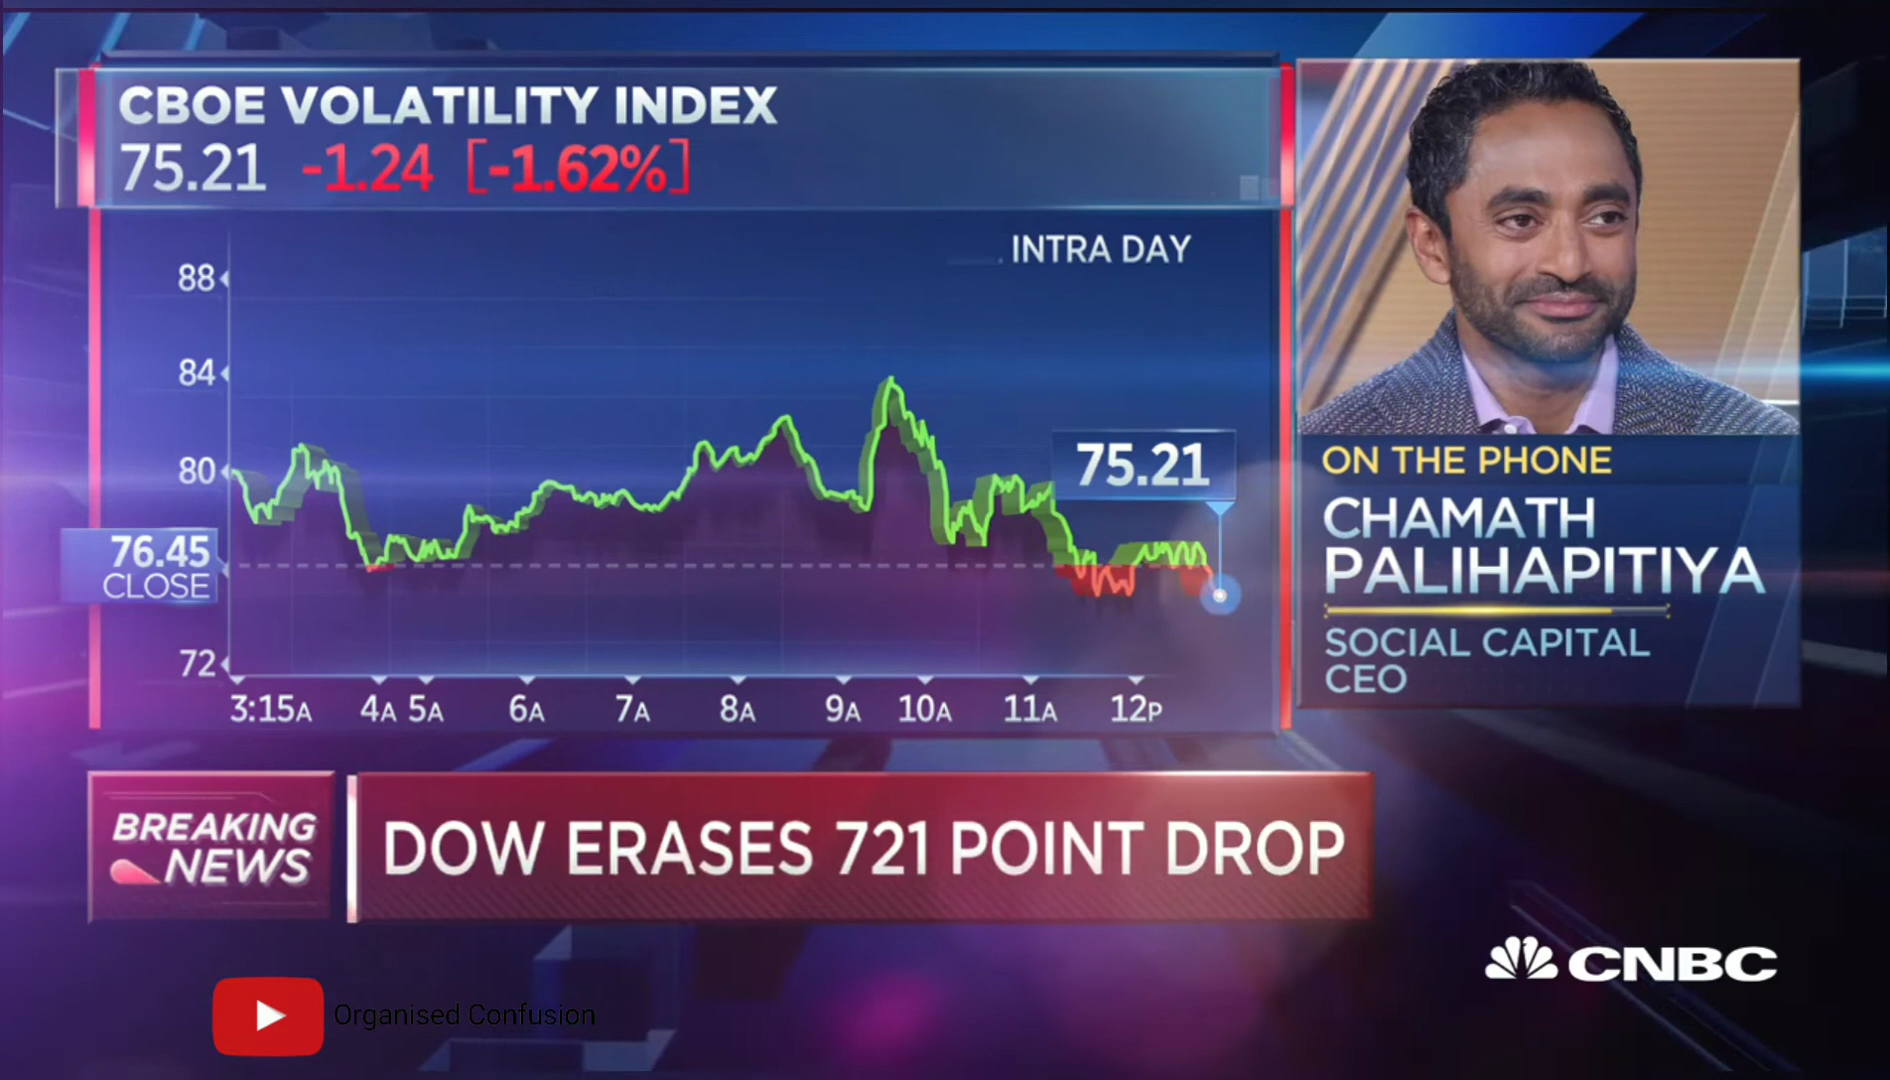 CBOE VOLATILITY INDEX
75.21 -1.24 [-1.62%]
INTRA DAY
88
84
80
75.21
76.45
CLOSE
72
3:15A 4A 5A 6A 7A 8A 9A 10A 11A 12P
ON THE PHONE
CHAMATH
PALIHAPITIYA
SOCIAL CAPITAL
CEO
BREAKING
NEWS
DOW ERASES 721 POINT DROP
CNBC
Organised Confusion